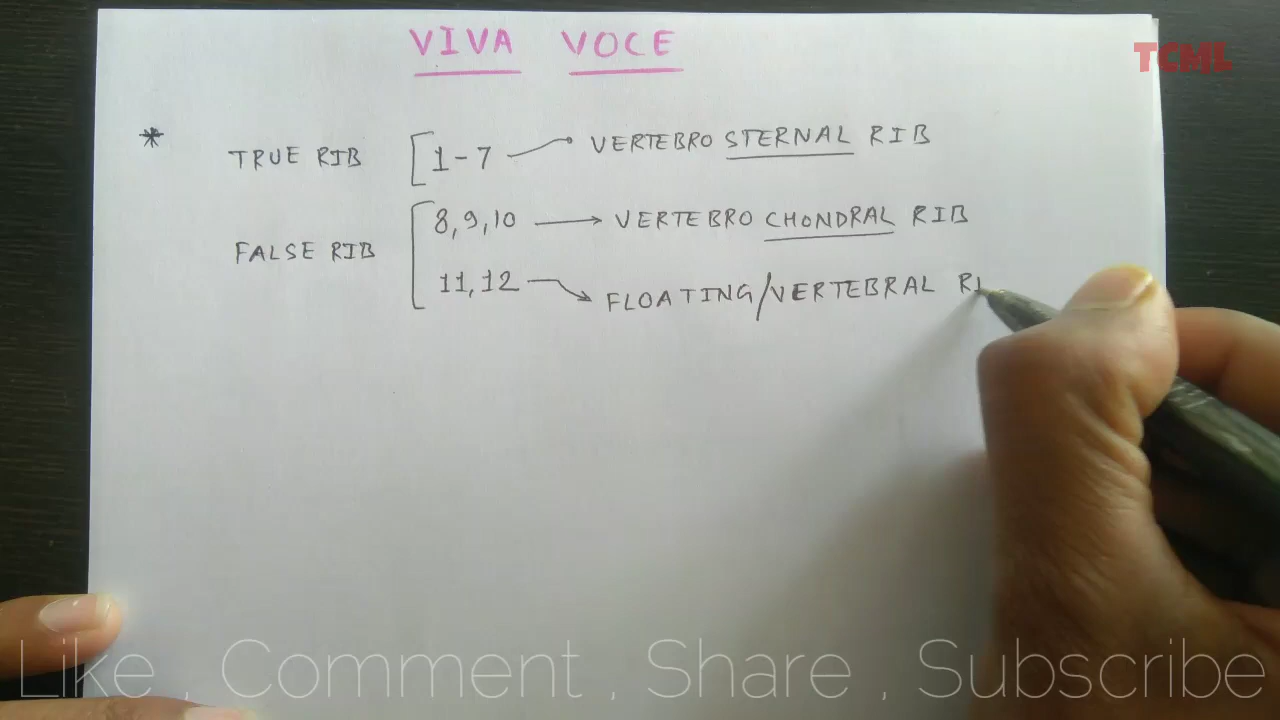 VIVA VOCE
TCML
* TRUE RIB [ 1-7 → VERTEBRO STERNAL RIB
FALSE RIB [ 8,9,10 → VERTEBRO CHONDRAL RIB
11,12 → FLOATING/VERTEBRAL RI
Like , Comment , Share , Subscribe